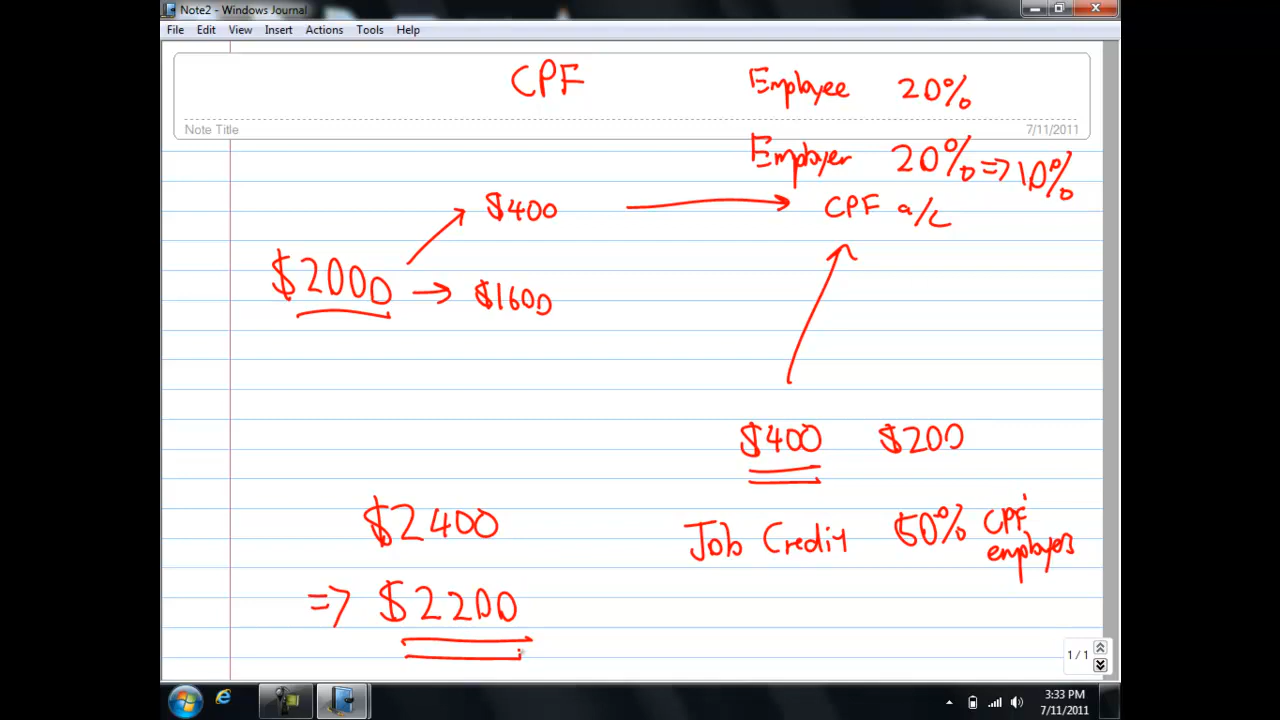 Note2 - Windows Journal
File Edit View Insert Actions Tools Help
CPF
Employee 20%
Note Title
7/11/2011
Employer 20% => 10%
$400
CPF a/c
$2000
$1600
$400 $200
$2400
Job Credit 50% CPF
employers
=> $2200
1 / 1
3:33 PM
7/11/2011